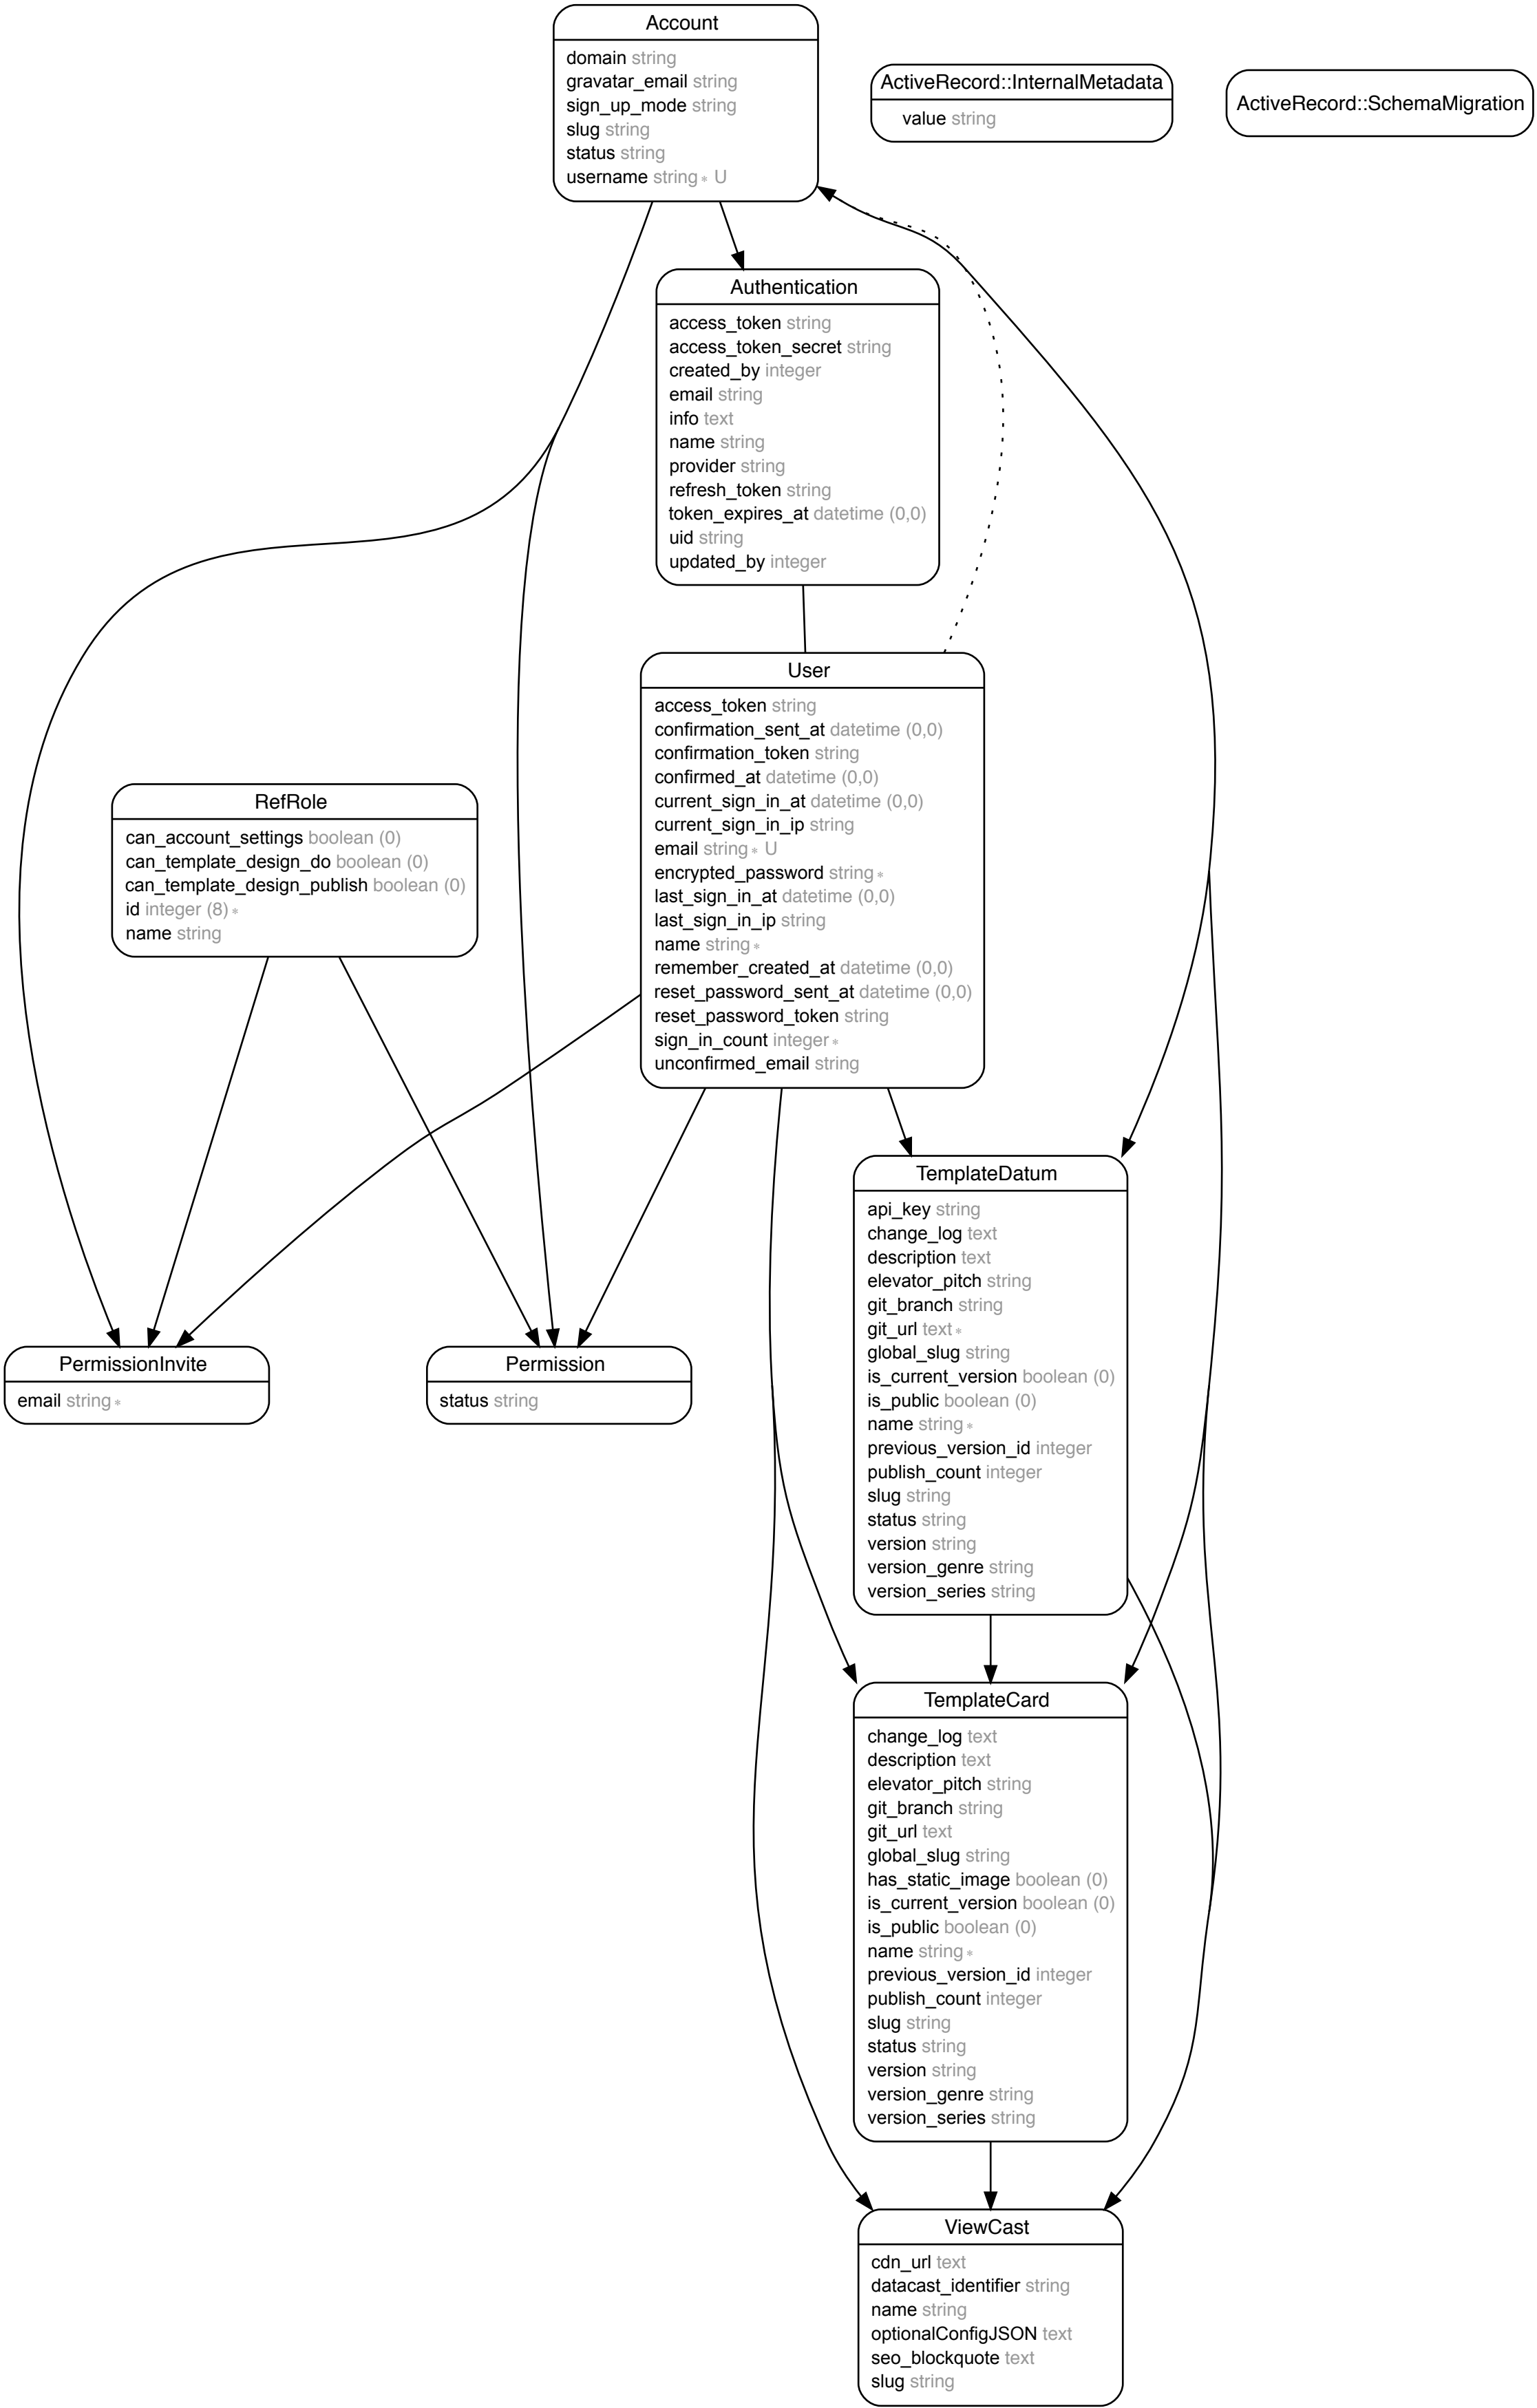 Account
domain string
gravatar_email string
sign_up_mode string
slug string
status string
username string * U
ActiveRecord::InternalMetadata
value string
ActiveRecord::SchemaMigration
Authentication
access_token string
access_token_secret string
created_by integer
email string
info text
name string
provider string
refresh_token string
token_expires_at datetime (0,0)
uid string
updated_by integer
User
access_token string
confirmation_sent_at datetime (0,0)
confirmation_token string
confirmed_at datetime (0,0)
current_sign_in_at datetime (0,0)
current_sign_in_ip string
email string * U
encrypted_password string *
last_sign_in_at datetime (0,0)
last_sign_in_ip string
name string *
remember_created_at datetime (0,0)
reset_password_sent_at datetime (0,0)
reset_password_token string
sign_in_count integer *
unconfirmed_email string
RefRole
can_account_settings boolean (0)
can_template_design_do boolean (0)
can_template_design_publish boolean (0)
id integer (8) *
name string
PermissionInvite
email string *
Permission
status string
TemplateDatum
api_key string
change_log text
description text
elevator_pitch string
git_branch string
git_url text *
global_slug string
is_current_version boolean (0)
is_public boolean (0)
name string *
previous_version_id integer
publish_count integer
slug string
status string
version string
version_genre string
version_series string
TemplateCard
change_log text
description text
elevator_pitch string
git_branch string
git_url text
global_slug string
has_static_image boolean (0)
is_current_version boolean (0)
is_public boolean (0)
name string *
previous_version_id integer
publish_count integer
slug string
status string
version string
version_genre string
version_series string
ViewCast
cdn_url text
datacast_identifier string
name string
optionalConfigJSON text
seo_blockquote text
slug string